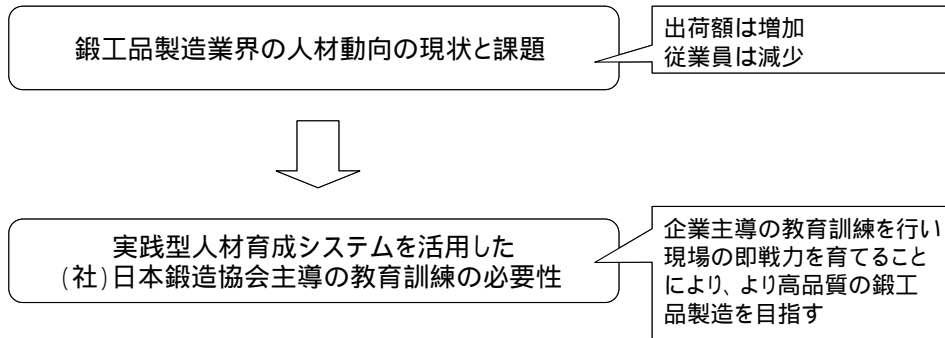 鍛工品製造業界の人材動向の現状と課題
出荷額は増加
従業員は減少
実践型人材育成システムを活用した
(社)日本鍛造協会主導の教育訓練の必要性
企業主導の教育訓練を行い
現場の即戦力を育てること
により、より高品質の鍛工
品製造を目指す